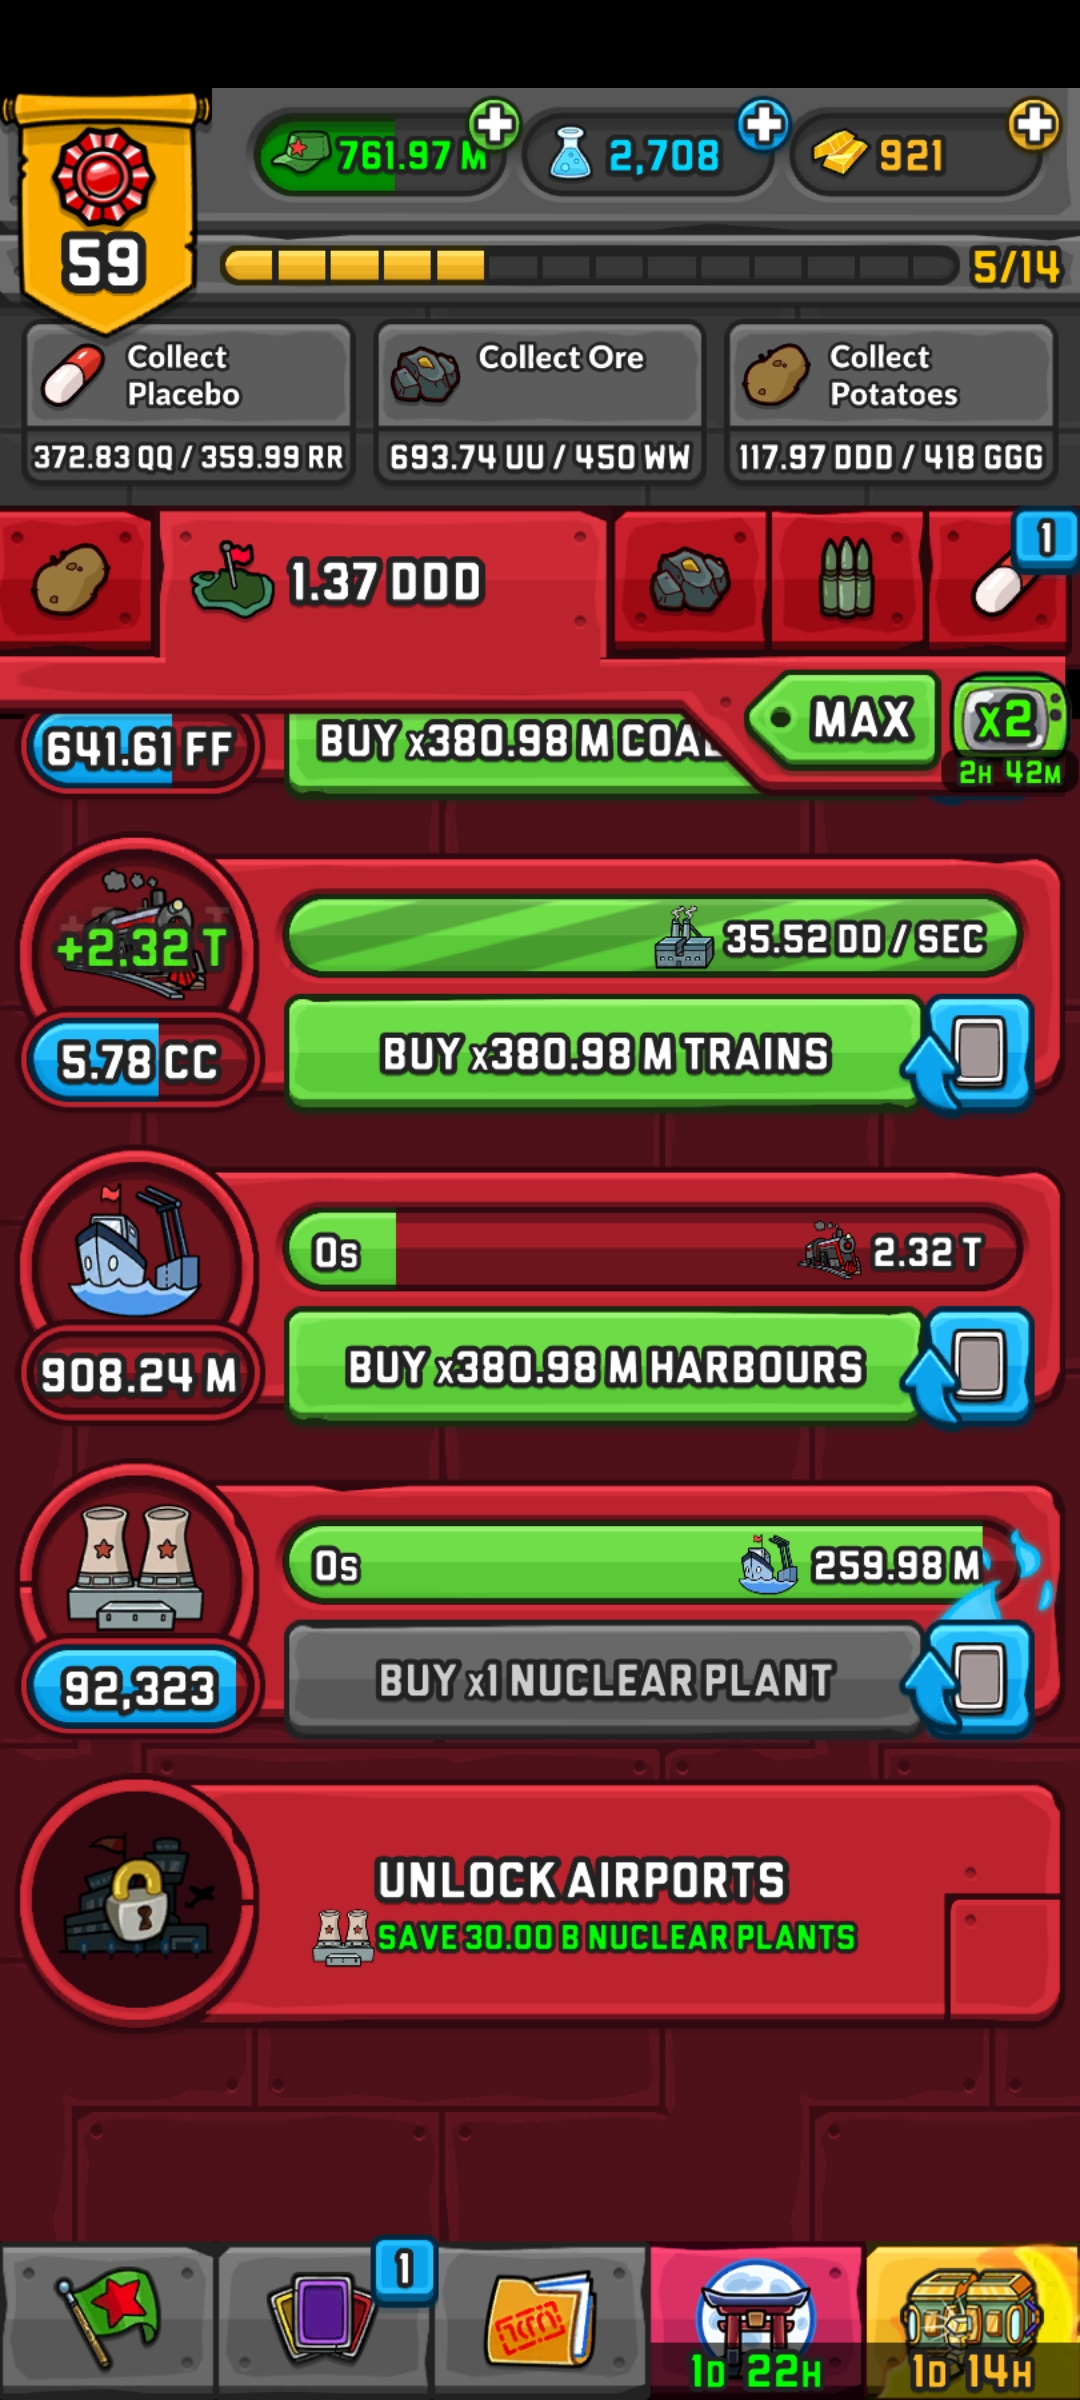 761.97 M
2,708
921
59
5/14
Collect Placebo
372.83 QQ / 359.99 RR
Collect Ore
693.74 UU / 450 WW
Collect Potatoes
117.97 DDD / 418 GGG
1.37 DDD
1
MAX
x2
2H 42M
641.61 FF
BUY x380.98 M COAL
+2.32 T
35.52 DD / SEC
5.78 CC
BUY x380.98 M TRAINS
0s
2.32 T
908.24 M
BUY x380.98 M HARBOURS
0s
259.98 M
92,323
BUY x1 NUCLEAR PLANT
UNLOCK AIRPORTS
SAVE 30.00 B NUCLEAR PLANTS
1
1D 22H
1D 14H